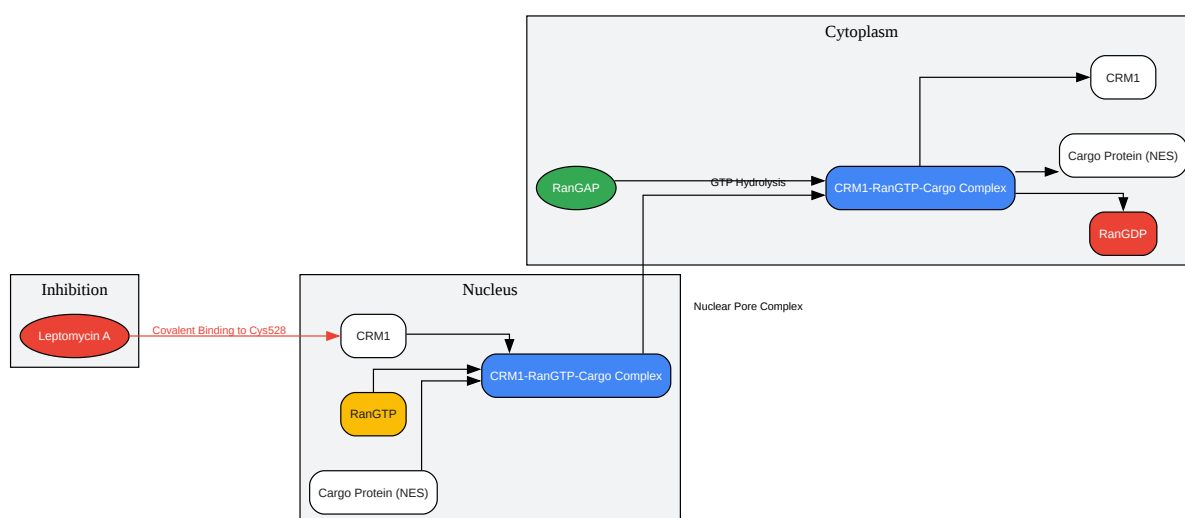 Cytoplasm
CRM1
Cargo Protein (NES)
RanGAP
GTP Hydrolysis
CRM1-RanGTP-Cargo Complex
RanGDP
Inhibition
Leptomycin A
Covalent Binding to Cys528
Nucleus
Nuclear Pore Complex
CRM1
CRM1-RanGTP-Cargo Complex
RanGTP
Cargo Protein (NES)